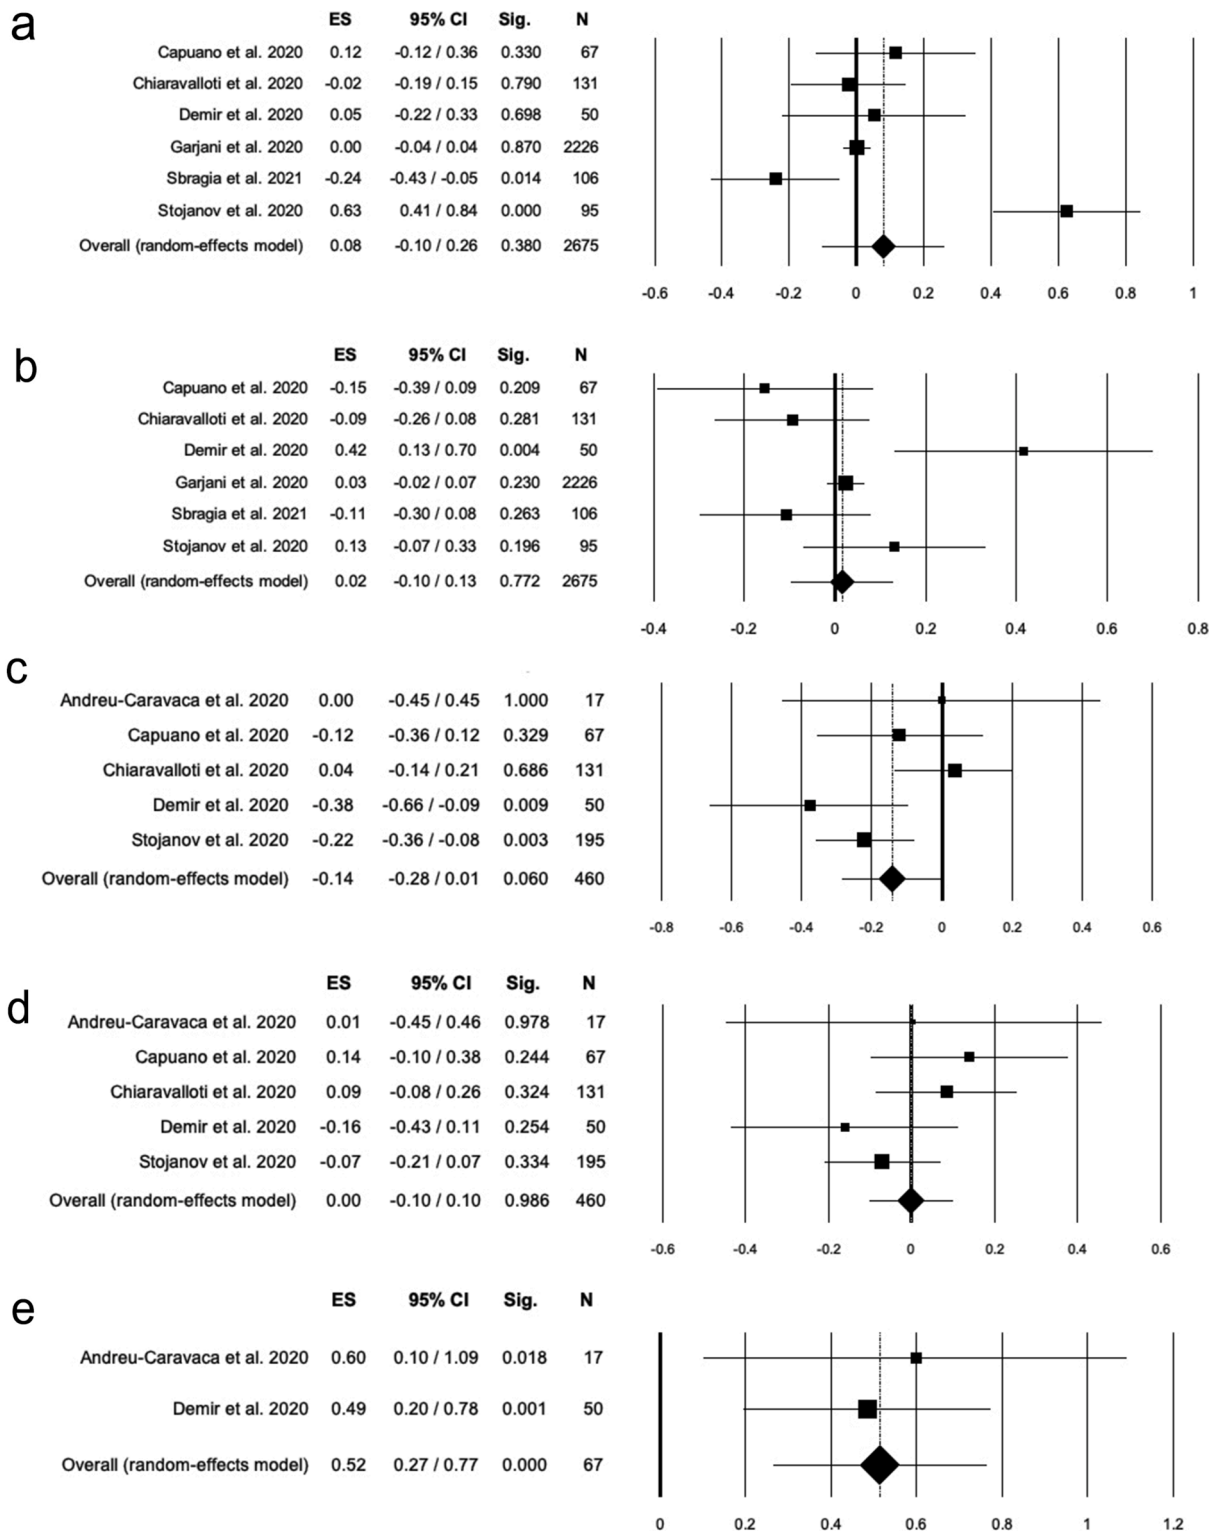 a
ES 95% CI Sig. N
Capuano et al. 2020 0.12 -0.12 / 0.36 0.330 67
Chiaravalloti et al. 2020 -0.02 -0.19 / 0.15 0.790 131
Demir et al. 2020 0.05 -0.22 / 0.33 0.698 50
Garjani et al. 2020 0.00 -0.04 / 0.04 0.870 2226
Sbragia et al. 2021 -0.24 -0.43 / -0.05 0.014 106
Stojanov et al. 2020 0.63 0.41 / 0.84 0.000 95
Overall (random-effects model) 0.08 -0.10 / 0.26 0.380 2675
-0.6 -0.4 -0.2 0 0.2 0.4 0.6 0.8 1
b
ES 95% CI Sig. N
Capuano et al. 2020 -0.15 -0.39 / 0.09 0.209 67
Chiaravalloti et al. 2020 -0.09 -0.26 / 0.08 0.281 131
Demir et al. 2020 0.42 0.13 / 0.70 0.004 50
Garjani et al. 2020 0.03 -0.02 / 0.07 0.230 2226
Sbragia et al. 2021 -0.11 -0.30 / 0.08 0.263 106
Stojanov et al. 2020 0.13 -0.07 / 0.33 0.196 95
Overall (random-effects model) 0.02 -0.10 / 0.13 0.772 2675
-0.4 -0.2 0 0.2 0.4 0.6 0.8
c
Andreu-Caravaca et al. 2020 0.00 -0.45 / 0.45 1.000 17
Capuano et al. 2020 -0.12 -0.36 / 0.12 0.329 67
Chiaravalloti et al. 2020 0.04 -0.14 / 0.21 0.686 131
Demir et al. 2020 -0.38 -0.66 / -0.09 0.009 50
Stojanov et al. 2020 -0.22 -0.36 / -0.08 0.003 195
Overall (random-effects model) -0.14 -0.28 / 0.01 0.060 460
-0.8 -0.6 -0.4 -0.2 0 0.2 0.4 0.6
d
ES 95% CI Sig. N
Andreu-Caravaca et al. 2020 0.01 -0.45 / 0.46 0.978 17
Capuano et al. 2020 0.14 -0.10 / 0.38 0.244 67
Chiaravalloti et al. 2020 0.09 -0.08 / 0.26 0.324 131
Demir et al. 2020 -0.16 -0.43 / 0.11 0.254 50
Stojanov et al. 2020 -0.07 -0.21 / 0.07 0.334 195
Overall (random-effects model) 0.00 -0.10 / 0.10 0.986 460
-0.6 -0.4 -0.2 0 0.2 0.4 0.6
e
ES 95% CI Sig. N
Andreu-Caravaca et al. 2020 0.60 0.10 / 1.09 0.018 17
Demir et al. 2020 0.49 0.20 / 0.78 0.001 50
Overall (random-effects model) 0.52 0.27 / 0.77 0.000 67
0 0.2 0.4 0.6 0.8 1 1.2